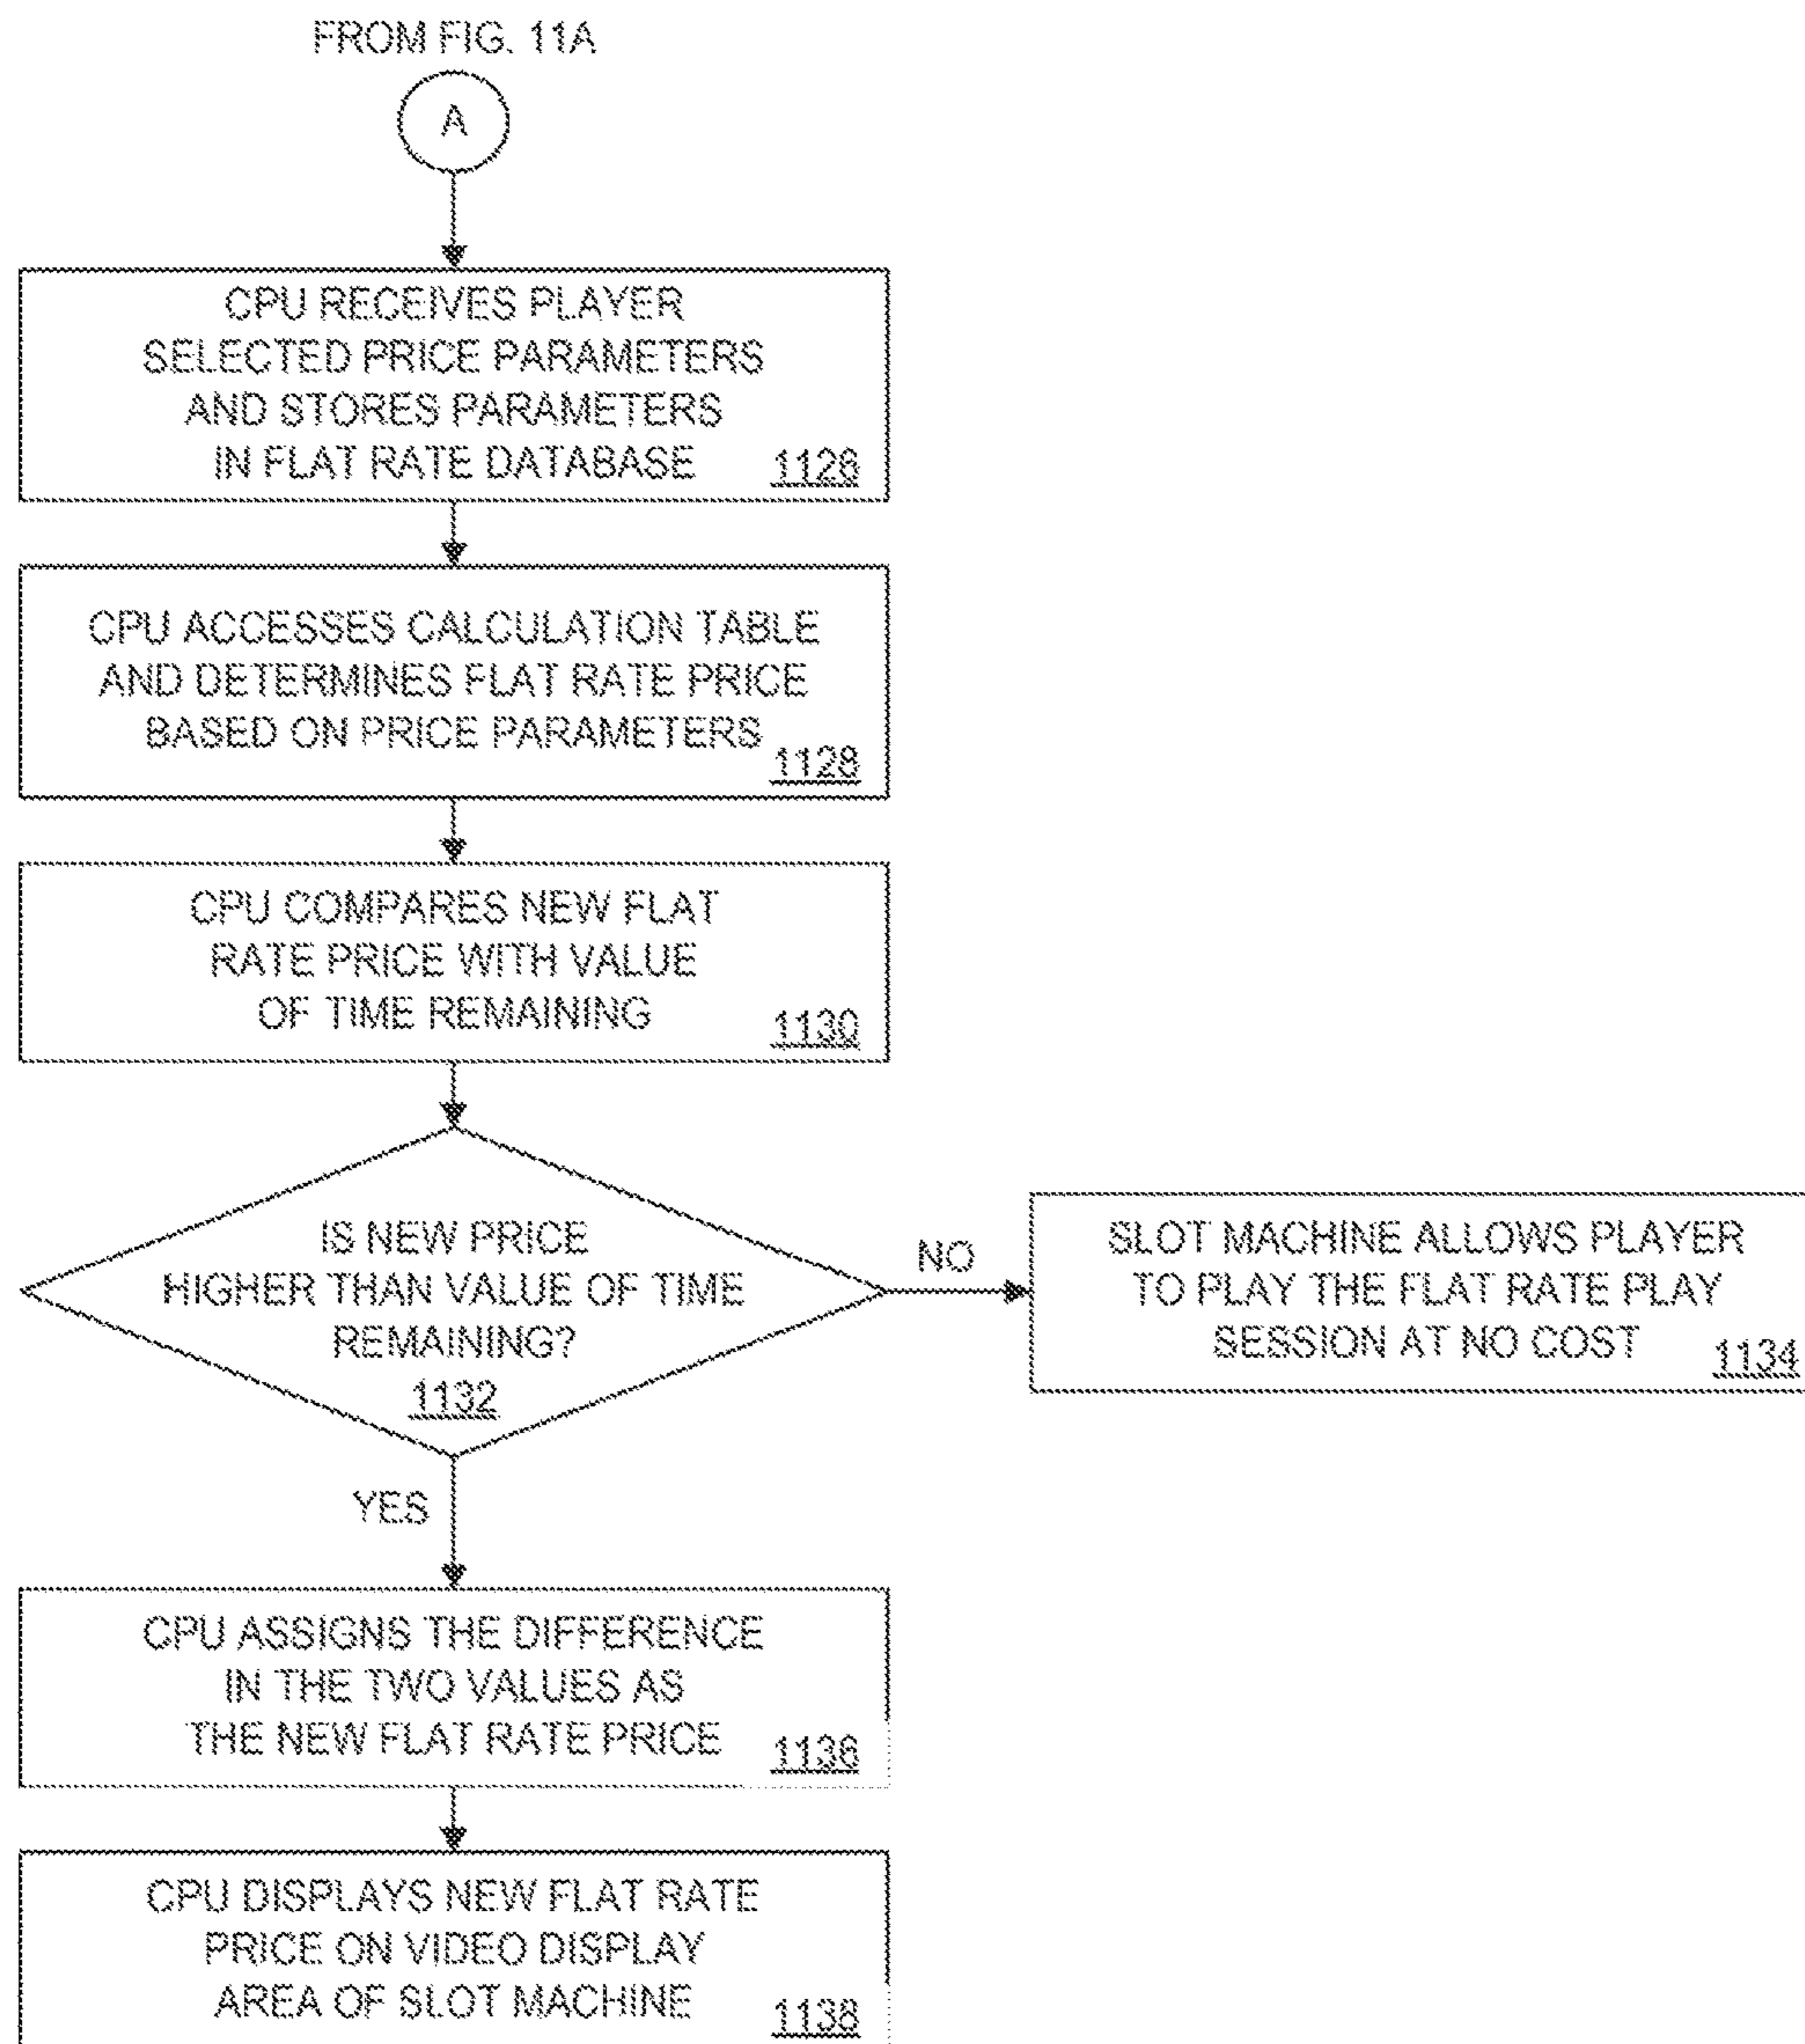 FROM FIG. 11A
A
CPU RECEIVES PLAYER
SELECTED PRICE PARAMETERS
AND STORES PARAMETERS
IN FLAT RATE DATABASE
1126
CPU ACCESSES CALCULATION TABLE
AND DETERMINES FLAT RATE PRICE
BASED ON PRICE PARAMETERS
1128
CPU COMPARES NEW FLAT
RATE PRICE WITH VALUE
OF TIME REMAINING
1130
IS NEW PRICE
HIGHER THAN VALUE OF TIME
REMAINING?
1132
NO
SLOT MACHINE ALLOWS PLAYER
TO PLAY THE FLAT RATE PLAY
SESSION AT NO COST
1134
YES
CPU ASSIGNS THE DIFFERENCE
IN THE TWO VALUES AS
THE NEW FLAT RATE PRICE
1136
CPU DISPLAYS NEW FLAT RATE
PRICE ON VIDEO DISPLAY
AREA OF SLOT MACHINE
1138